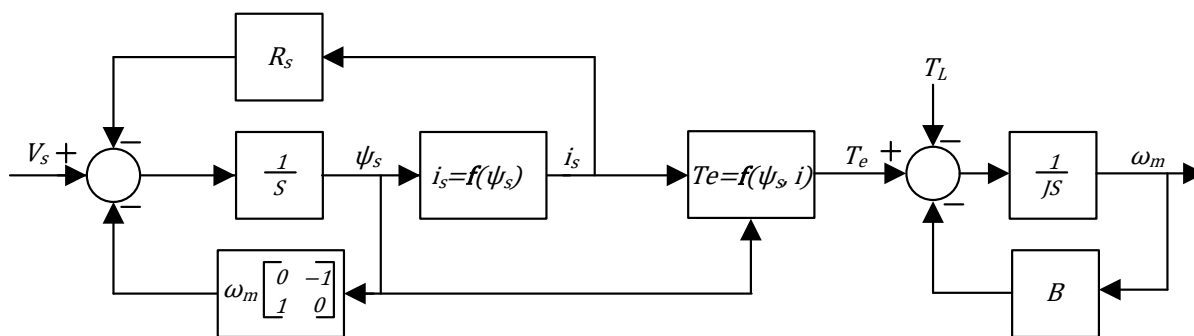 R_s
T_L
V_s +
−
−
1/S
ψ_s
i_s=f(ψ_s)
i_s
Te=f(ψ_s, i)
T_e +
−
−
1/JS
ω_m
ω_m [0 −1
1 0]
B